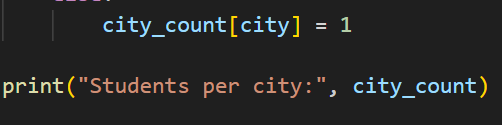 city_count[city] = 1
print("Students per city:", city_count)